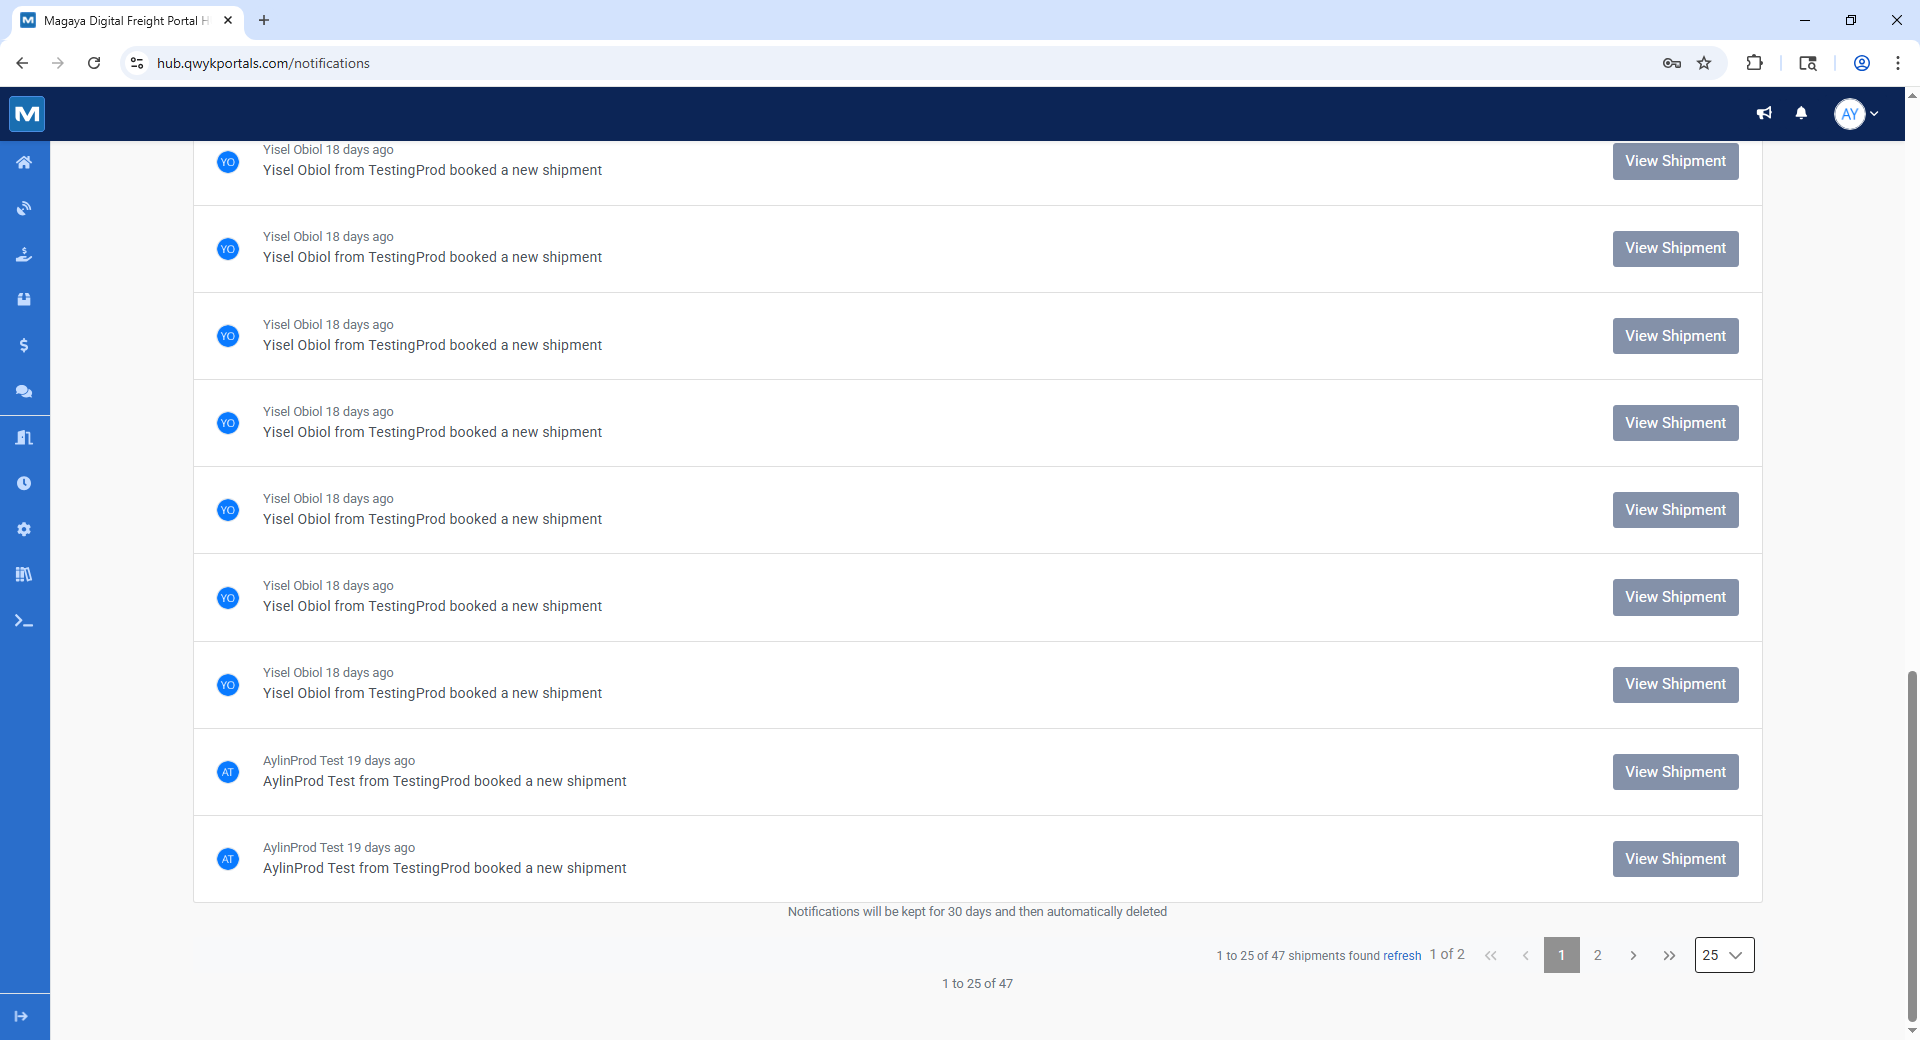 Magaya Digital Freight Portal H
hub.qwykportals.com/notifications
AY
YO
Yisel Obiol 18 days ago
Yisel Obiol from TestingProd booked a new shipment
View Shipment
YO
Yisel Obiol 18 days ago
Yisel Obiol from TestingProd booked a new shipment
View Shipment
YO
Yisel Obiol 18 days ago
Yisel Obiol from TestingProd booked a new shipment
View Shipment
YO
Yisel Obiol 18 days ago
Yisel Obiol from TestingProd booked a new shipment
View Shipment
YO
Yisel Obiol 18 days ago
Yisel Obiol from TestingProd booked a new shipment
View Shipment
YO
Yisel Obiol 18 days ago
Yisel Obiol from TestingProd booked a new shipment
View Shipment
YO
Yisel Obiol 18 days ago
Yisel Obiol from TestingProd booked a new shipment
View Shipment
AT
AylinProd Test 19 days ago
AylinProd Test from TestingProd booked a new shipment
View Shipment
AT
AylinProd Test 19 days ago
AylinProd Test from TestingProd booked a new shipment
View Shipment
Notifications will be kept for 30 days and then automatically deleted
1 to 25 of 47 shipments found refresh 1 of 2 « ‹ 1 2 › » 25
1 to 25 of 47